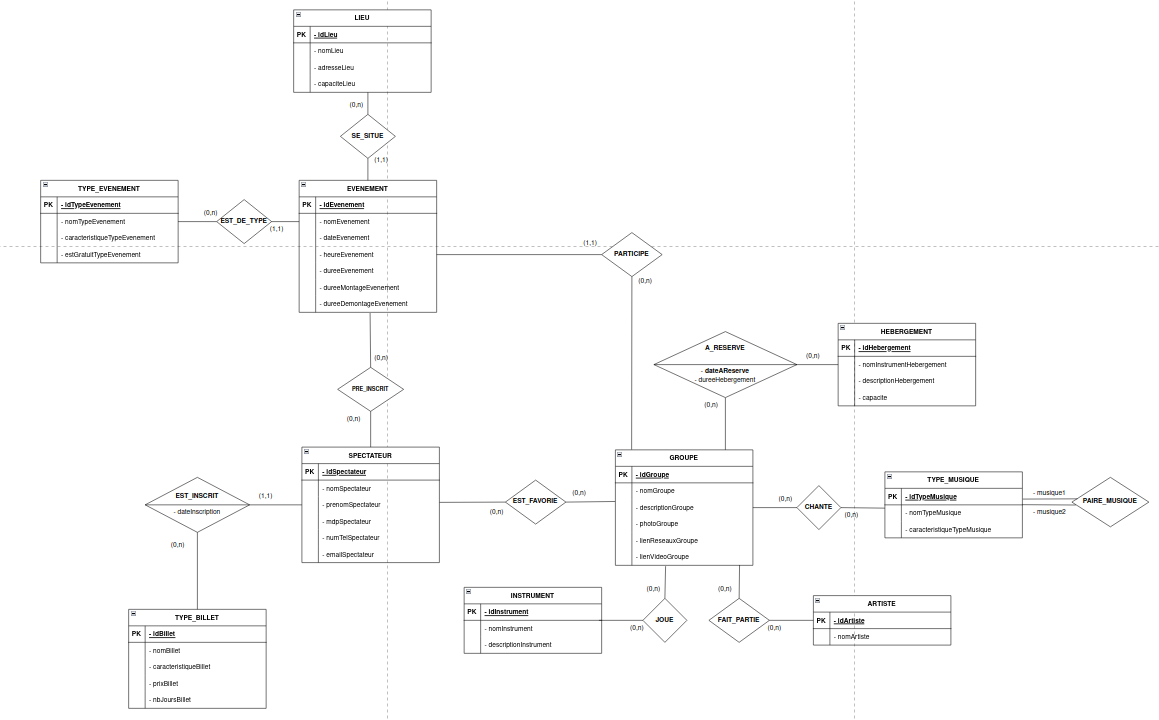 LIEU
PK - idLieu
- nomLieu
- adresseLieu
- capaciteLieu
(0,n)
SE_SITUE
(1,1)
TYPE_EVENEMENT
PK - idTypeEvenement
- nomTypeEvenement
- caracteristiqueTypeEvenement
- estGratuitTypeEvenement
(0,n)
EST_DE_TYPE
(1,1)
EVENEMENT
PK - idEvenement
- nomEvenement
- dateEvenement
- heureEvenement
- dureeEvenement
- dureeMontageEvenement
- dureeDemontageEvenement
(1,1)
PARTICIPE
(0,n)
HEBERGEMENT
PK - idHebergement
- nomInstrumentHebergement
- descriptionHebergement
- capacite
A_RESERVE
- dateAReserve
- dureeHebergement
(0,n)
(0,n)
(0,n)
PRE_INSCRIT
(0,n)
SPECTATEUR
PK - idSpectateur
- nomSpectateur
- prenomSpectateur
- mdpSpectateur
- numTelSpectateur
- emailSpectateur
GROUPE
PK - idGroupe
- nomGroupe
- descriptionGroupe
- photoGroupe
- lienReseauxGroupe
- lienVideoGroupe
(0,n)
EST_FAVORIE
(0,n)
(0,n)
CHANTE
(0,n)
TYPE_MUSIQUE
PK - idTypeMusique
- nomTypeMusique
- caracteristiqueTypeMusique
- musique1
- musique2
PAIRE_MUSIQUE
EST_INSCRIT
- dateInscription
(1,1)
(0,n)
TYPE_BILLET
PK - idBillet
- nomBillet
- caracteristiqueBillet
- prixBillet
- nbJoursBillet
INSTRUMENT
PK - idInstrument
- nomInstrument
- descriptionInstrument
(0,n)
JOUE
(0,n)
(0,n)
FAIT_PARTIE
(0,n)
ARTISTE
PK - idArtiste
- nomArtiste